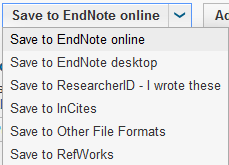 Save to EndNote online Ad
Save to EndNote online
Save to EndNote desktop
Save to ResearcherID - I wrote these
Save to InCites
Save to Other File Formats
Save to RefWorks